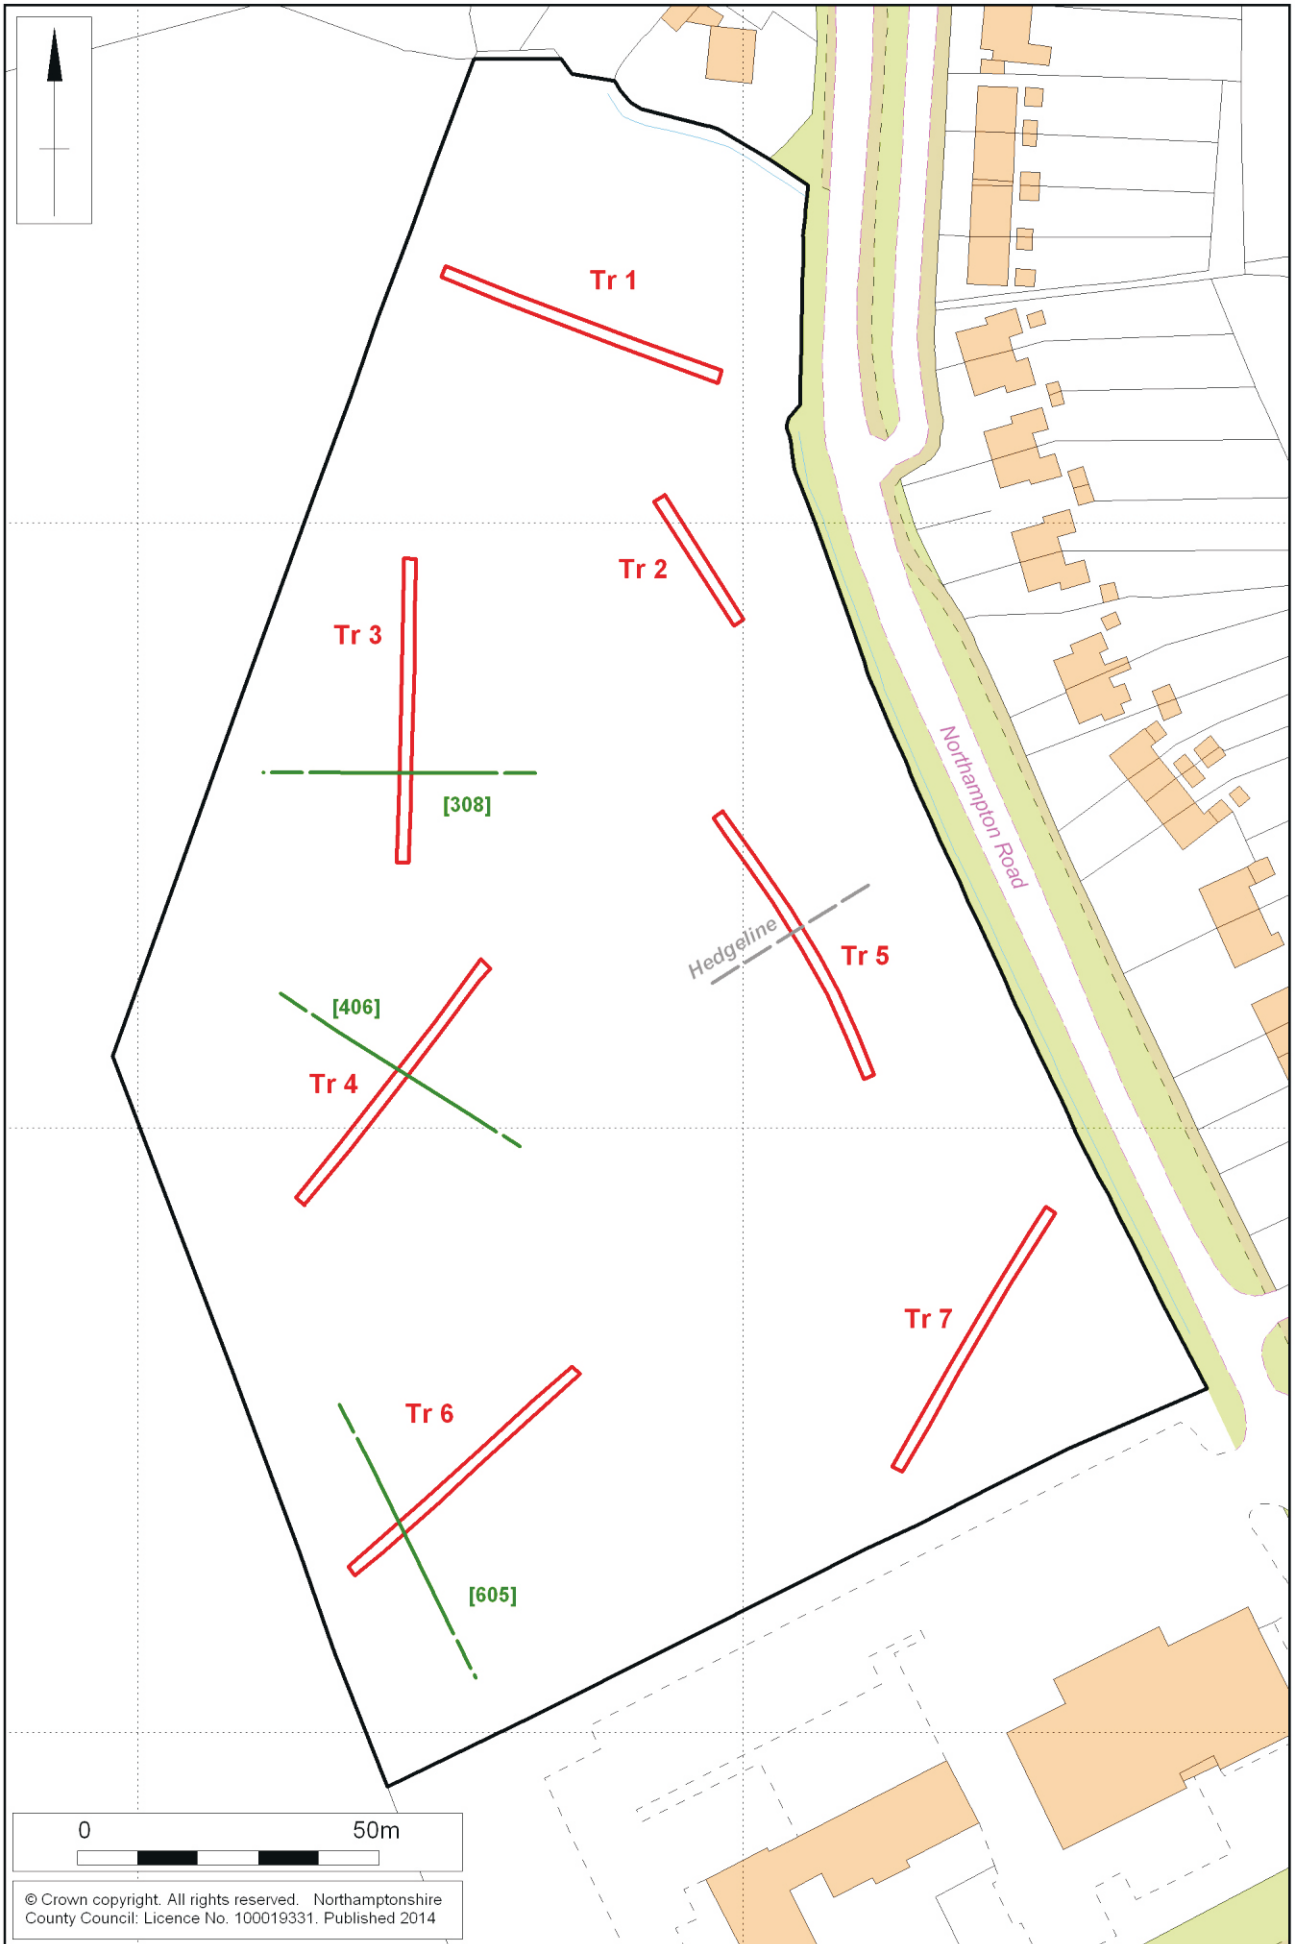 Tr 1
Tr 2
Tr 3
[308]
Northampton Road
Hedgeline
Tr 5
[406]
Tr 4
Tr 7
Tr 6
[605]
0 50m
© Crown copyright. All rights reserved. Northamptonshire
County Council: Licence No. 100019331. Published 2014